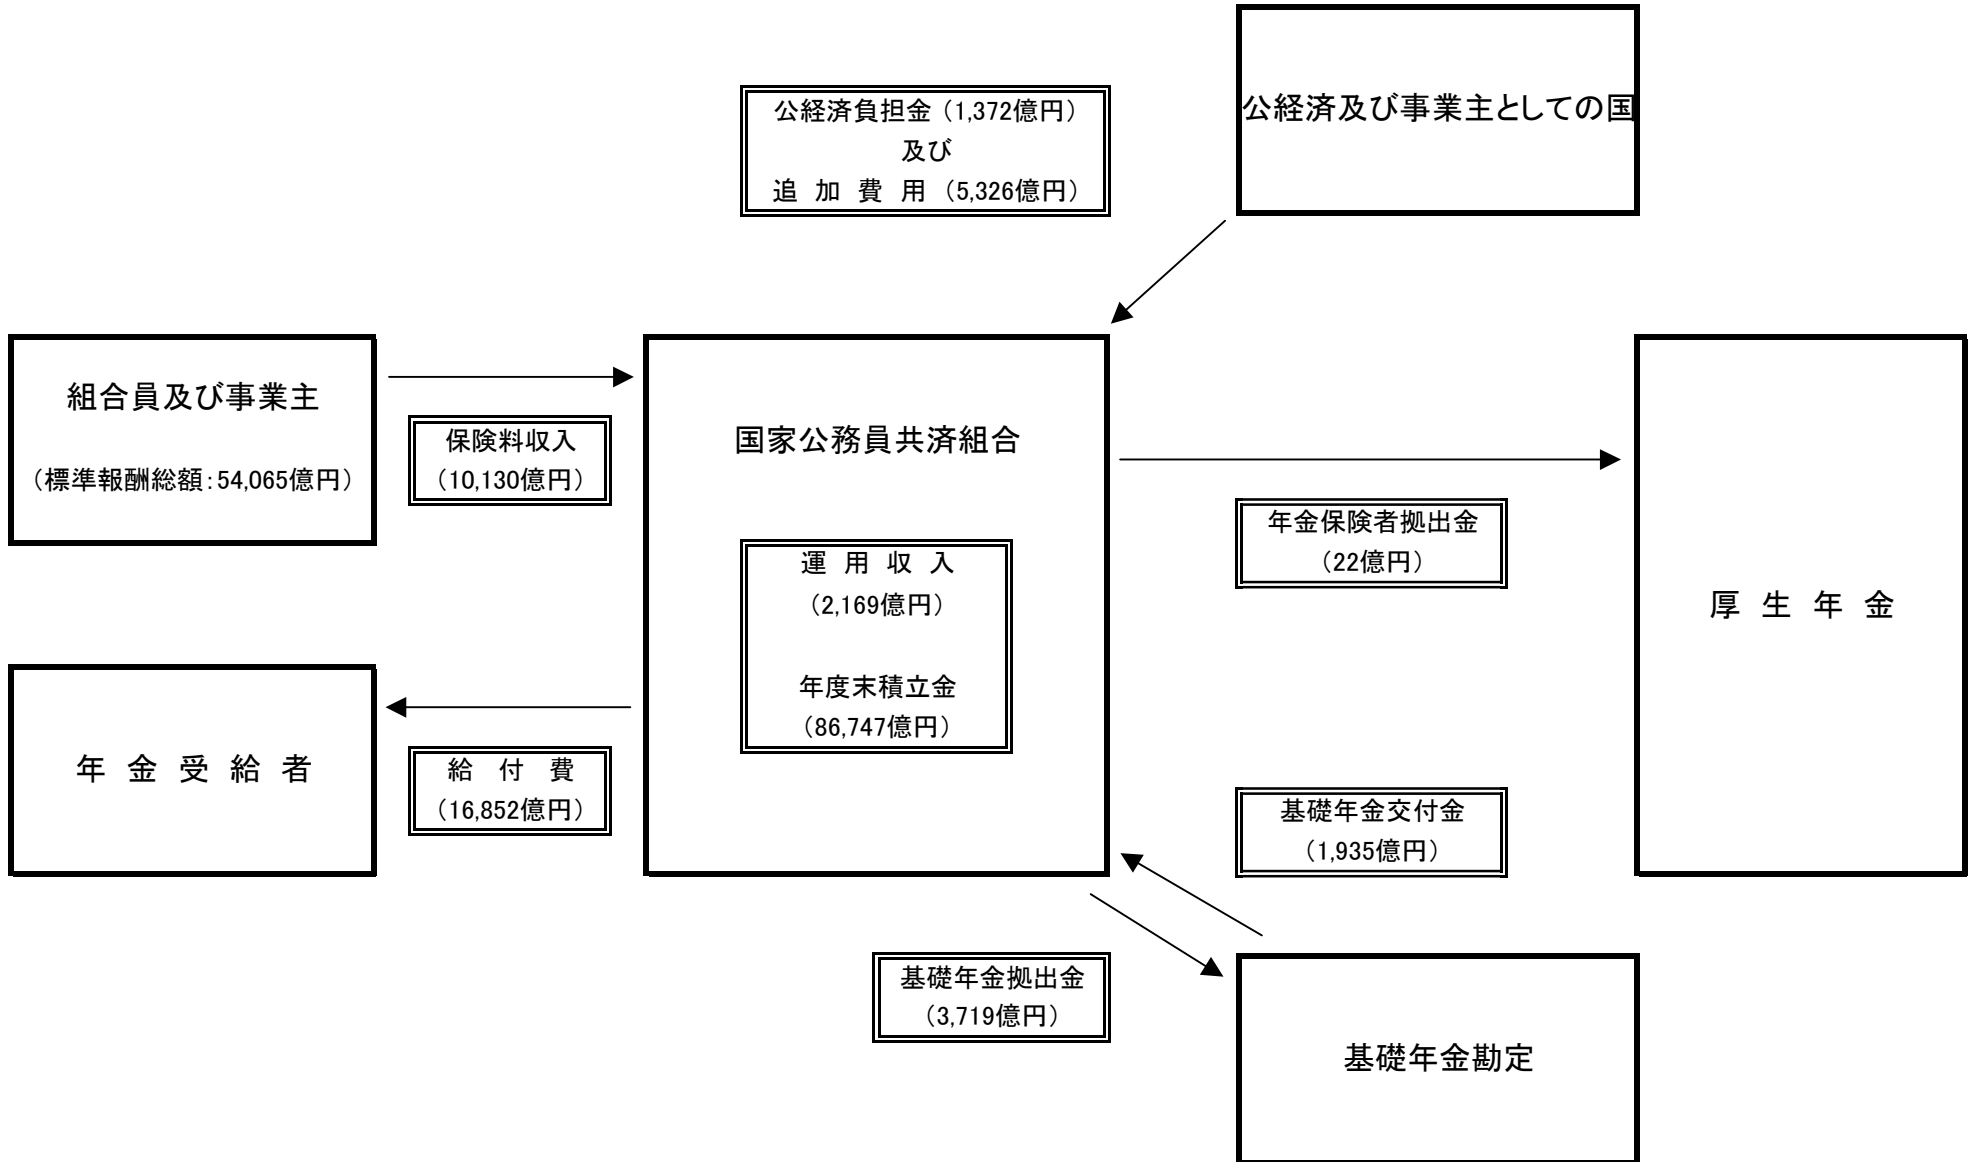 公経済負担金（1,372億円）
及び
追 加 費 用（5,326億円）
公経済及び事業主としての国
組合員及び事業主
（標準報酬総額：54,065億円）
保険料収入
（10,130億円）
国家公務員共済組合
運 用 収 入
（2,169億円）
年度末積立金
（86,747億円）
年金保険者拠出金
（22億円）
厚 生 年 金
年 金 受 給 者
給 付 費
（16,852億円）
基礎年金交付金
（1,935億円）
基礎年金拠出金
（3,719億円）
基礎年金勘定